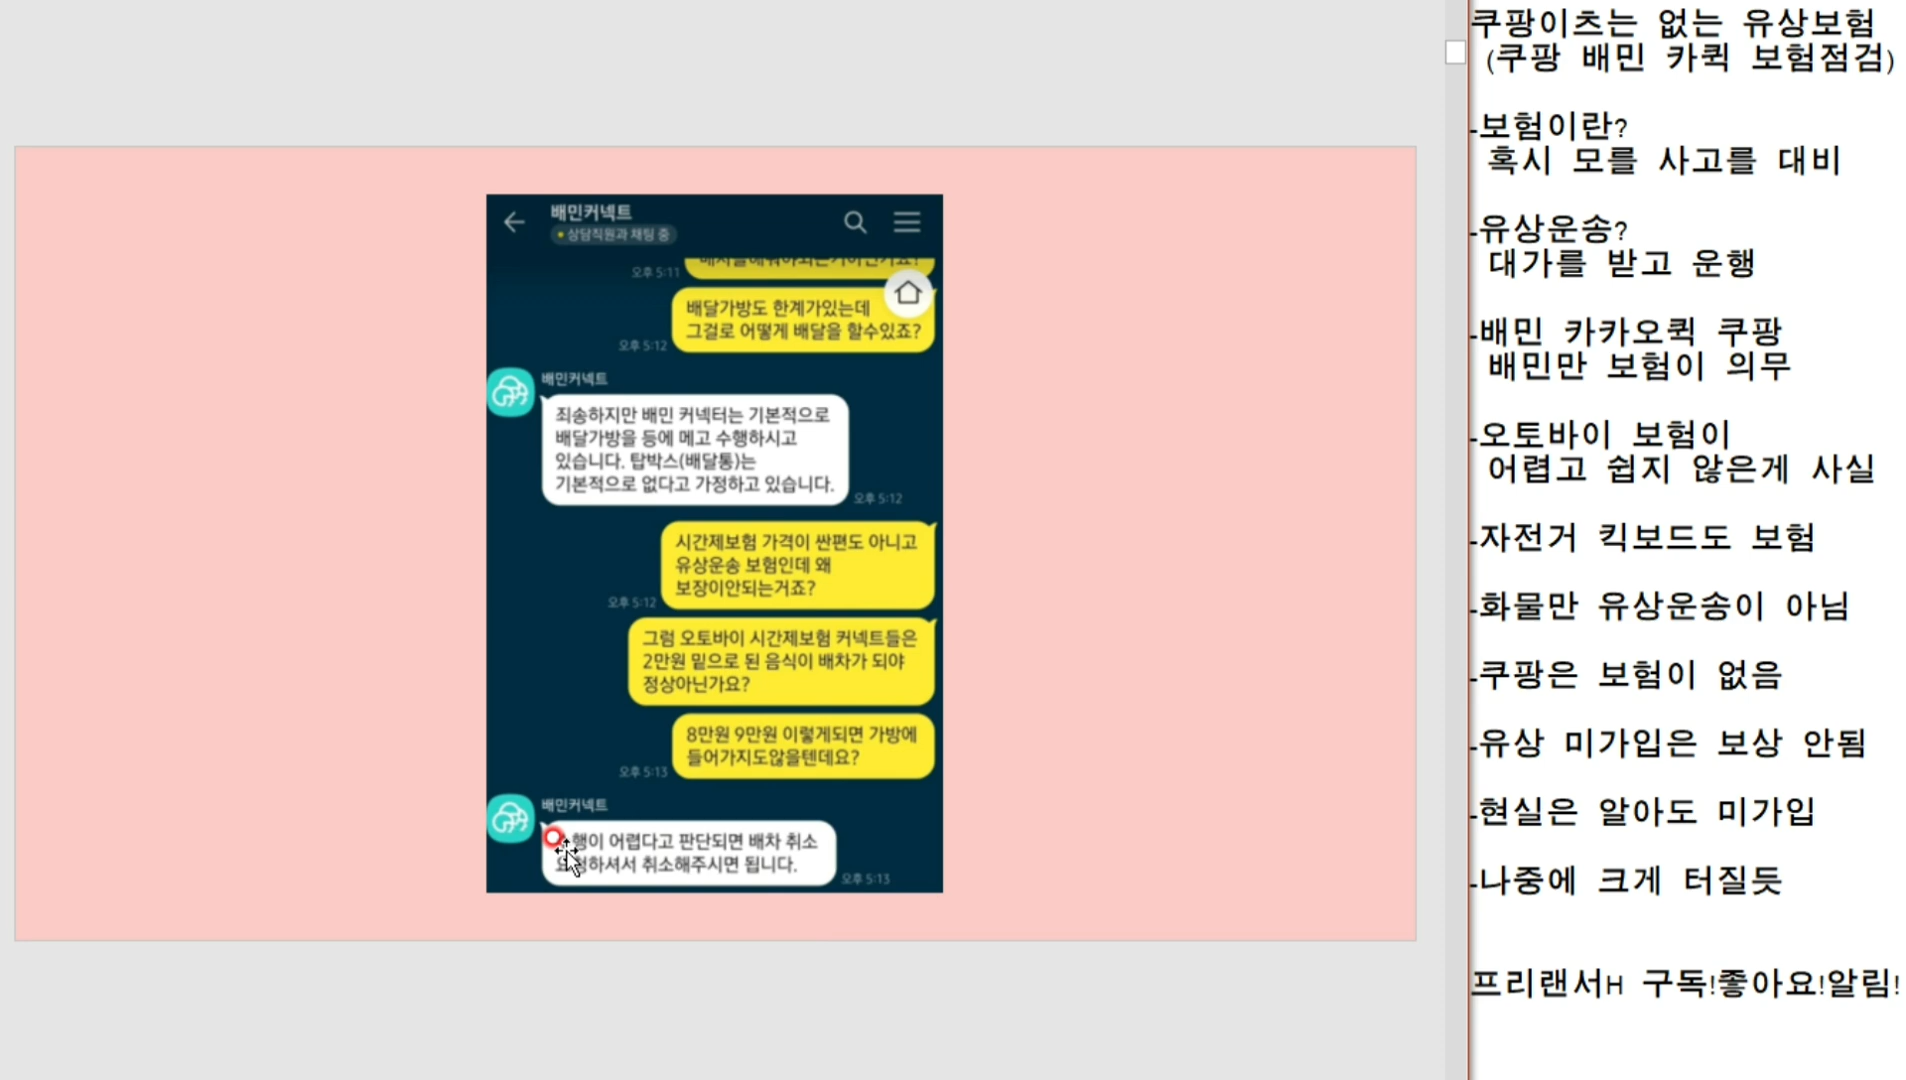 배민커넥트
상담직원과 채팅 중
오후 5:11
배달가방도 한계가있는데
그걸로 어떻게 배달을 할수있죠?
오후 5:12
배민커넥트
죄송하지만 배민 커넥터는 기본적으로
배달가방을 등에 메고 수행하시고
있습니다. 탑박스(배달통)는
기본적으로 없다고 가정하고 있습니다.
오후 5:12
시간제보험 가격이 싼편도 아니고
유상운송 보험인데 왜
보장이안되는거죠?
오후 5:12
그럼 오토바이 시간제보험 커넥트들은
2만원 밑으로 된 음식이 배차가 되야
정상아닌가요?
8만원 9만원 이렇게되면 가방에
들어가지도않을텐데요?
오후 5:13
배민커넥트
어렵다고 판단되면 배차 취소
취소해주시면 됩니다.
오후 5:13
쿠팡이츠는 없는 유상보험
(쿠팡 배민 카퀵 보험점검)
-보험이란?
혹시 모를 사고를 대비
-유상운송?
대가를 받고 운행
-배민 카카오퀵 쿠팡
배민만 보험이 의무
-오토바이 보험이
어렵고 쉽지 않은게 사실
-자전거 킥보드도 보험
-화물만 유상운송이 아님
-쿠팡은 보험이 없음
-유상 미가입은 보상 안됨
-현실은 알아도 미가입
-나중에 크게 터질듯
프리랜서H 구독!좋아요!알림!